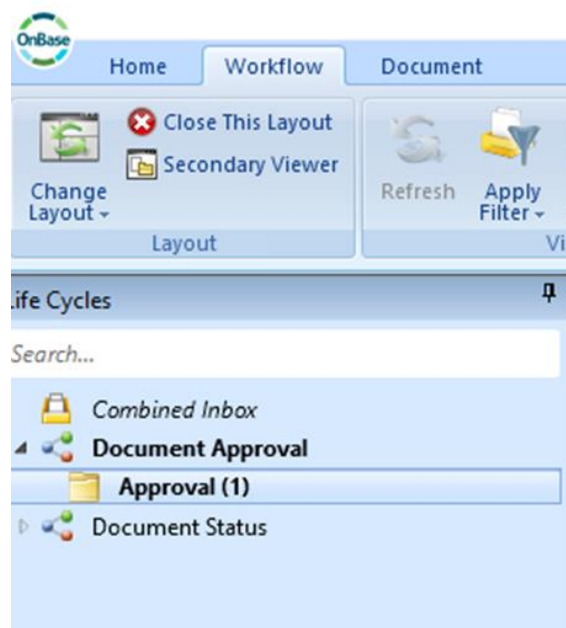 OnBase
Home Workflow Document
Close This Layout
Secondary Viewer
Change
Layout
Refresh
Apply
Filter
Layout
Vi
ife Cycles
Search...
Combined Inbox
Document Approval
Approval (1)
Document Status